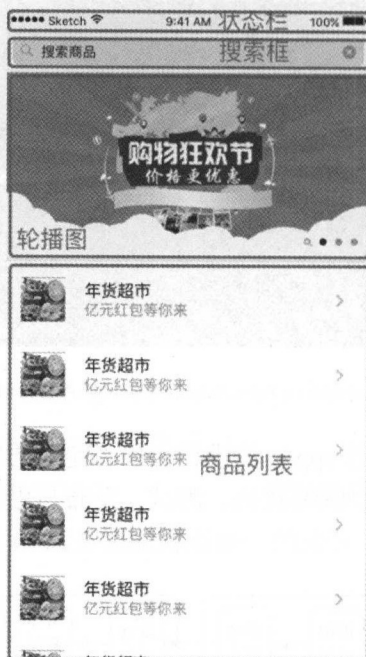 ●●●●● Sketch 9:41 AM 状态栏 100%
搜索商品 搜索框
购物狂欢节
价格更优惠
轮播图
年货超市
亿元红包等你来
年货超市
亿元红包等你来
年货超市
亿元红包等你来
商品列表
年货超市
亿元红包等你来
年货超市
亿元红包等你来